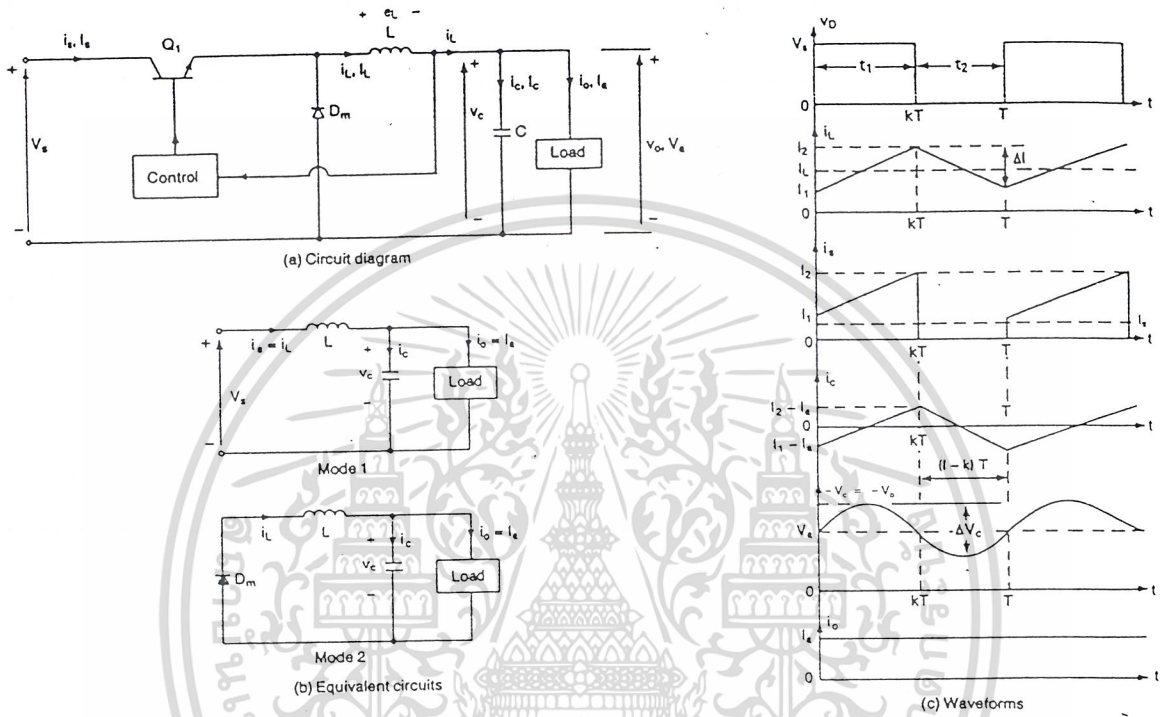 + e_L −
i_s, I_s
Q_1
L
i_L
i_L, I_L
+
+
+
V_s
D_m
v_c
i_c, I_c
i_o, I_a
C
Load
v_o, V_a
Control
−
−
−
(a) Circuit diagram
+
i_s = i_L
L
+
i_c
i_o = I_a
V_s
v_c
Load
−
−
Mode 1
i_L
L
+
i_c
i_o = I_a
D_m
v_c
Load
−
Mode 2
(b) Equivalent circuits
v_D
V_s
t_1
t_2
0
kT
T
t
i_L
I_2
I_L
I_1
ΔI
0
kT
T
t
i_s
I_2
I_1
I_s
0
kT
T
t
i_c
I_2 − I_a
0
I_1 − I_a
kT
T
t
(l − k) T
−V_c = −V_o
V_a
ΔV_c
0
kT
T
t
i_o
I_a
0
t
(c) Waveforms